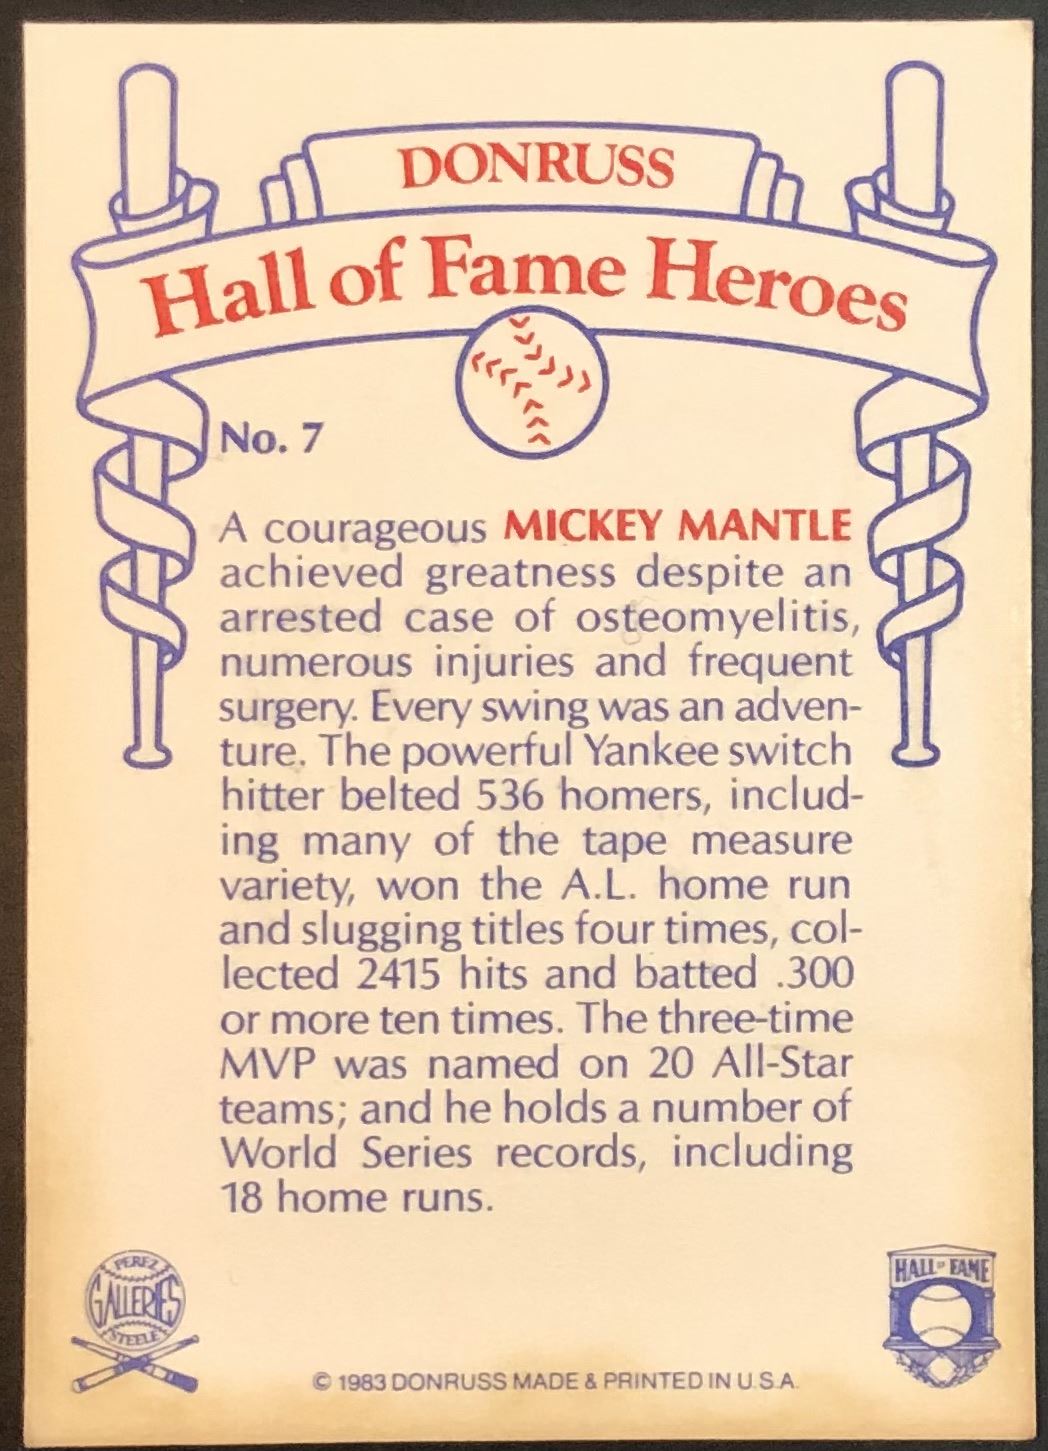 DONRUSS
Hall of Fame Heroes
No. 7
A courageous MICKEY MANTLE
achieved greatness despite an
arrested case of osteomyelitis,
numerous injuries and frequent
surgery. Every swing was an adven-
ture. The powerful Yankee switch
hitter belted 536 homers, includ-
ing many of the tape measure
variety, won the A.L. home run
and slugging titles four times, col-
lected 2415 hits and batted .300
or more ten times. The three-time
MVP was named on 20 All-Star
teams; and he holds a number of
World Series records, including
18 home runs.
PEREZ
GALLERIES
STEELE
HALL OF FAME
© 1983 DONRUSS MADE & PRINTED IN U.S.A.